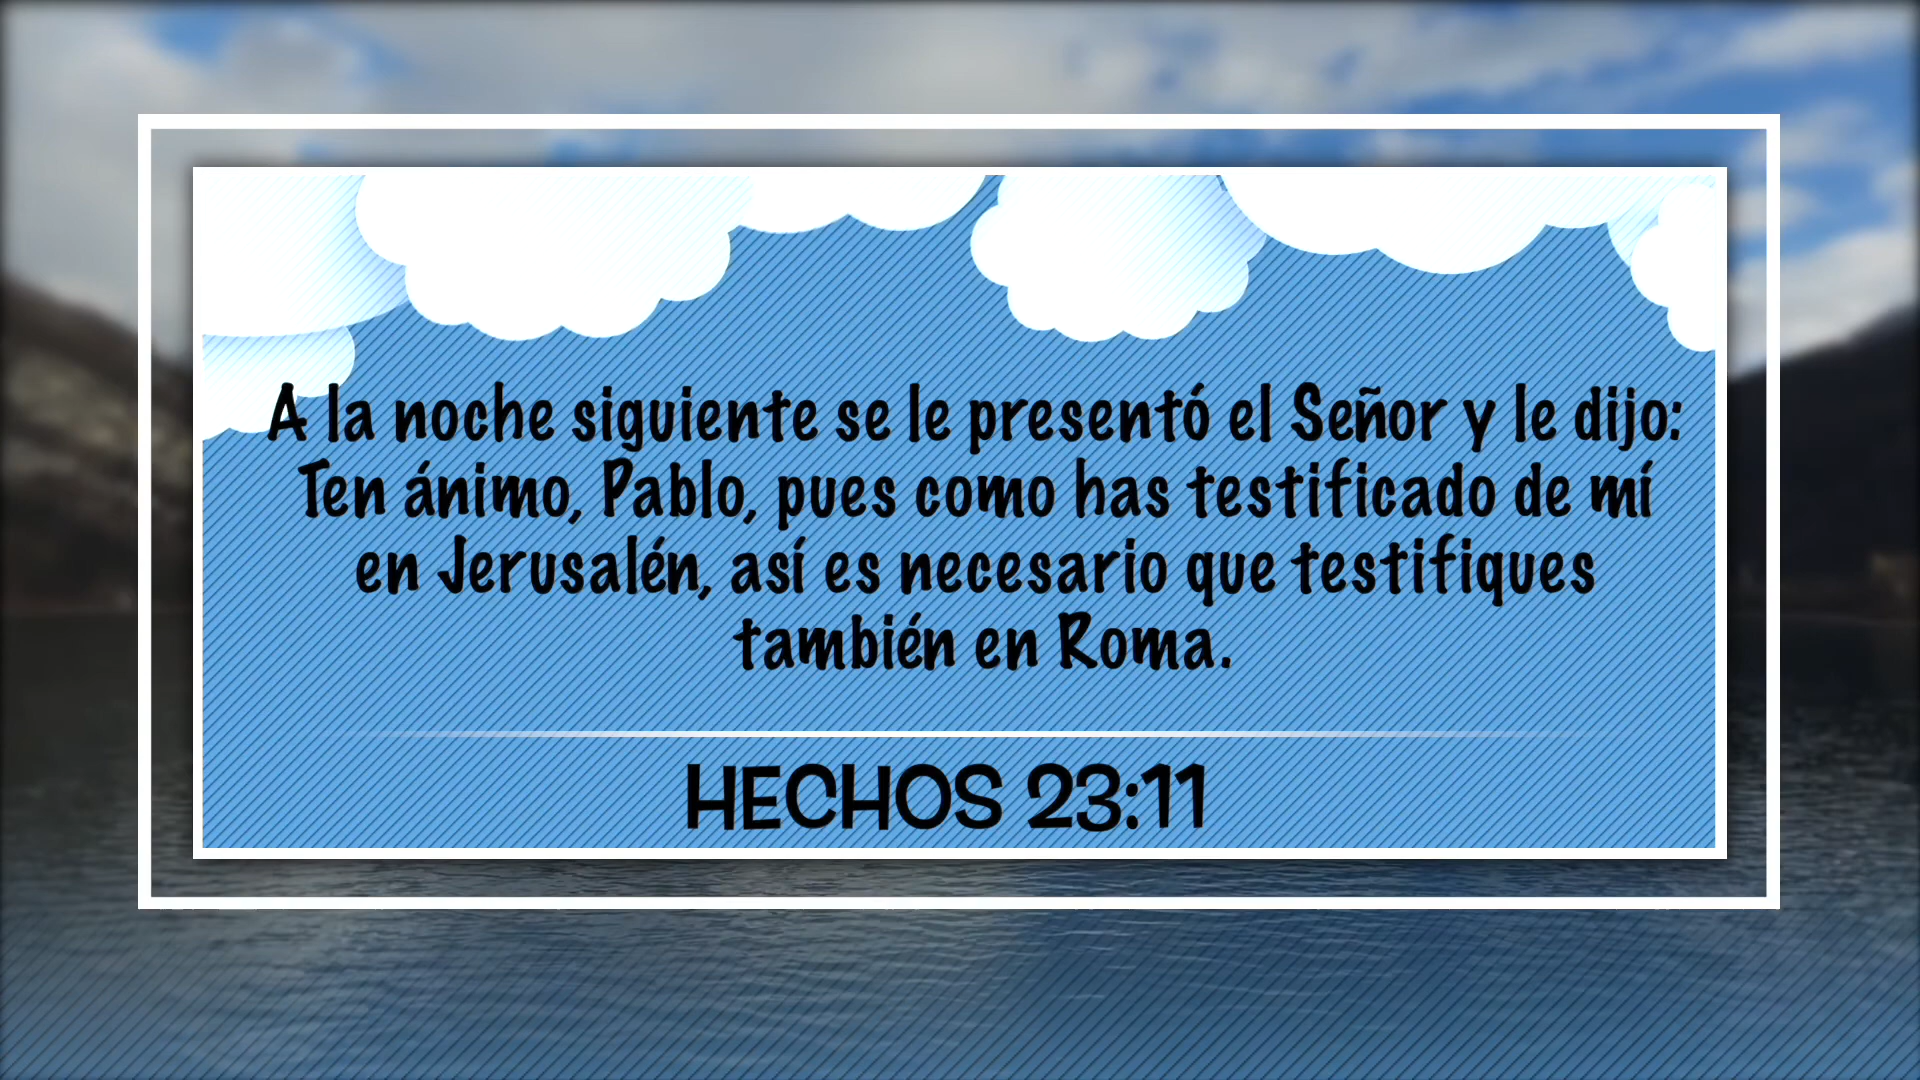 A la noche siguiente se le presentó el Señor y le dijo:
Ten ánimo, Pablo, pues como has testificado de mí
en Jerusalén, así es necesario que testifiques
también en Roma.
HECHOS 23:11